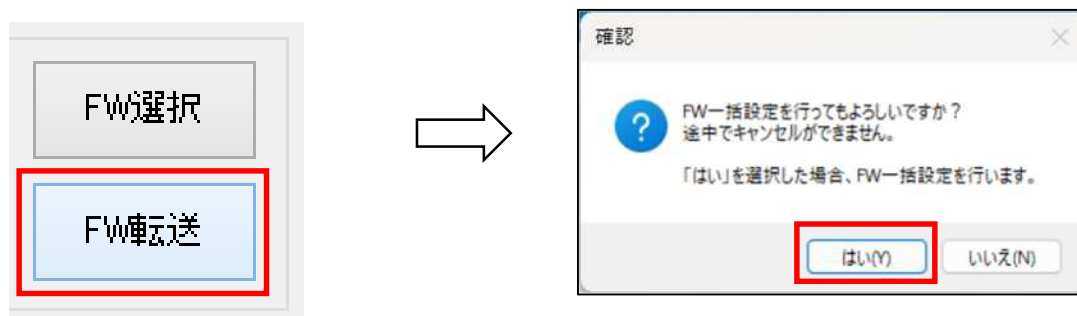 FW選択
FW転送
確認
FW一括設定を行ってもよろしいですか？
途中でキャンセルができません。
「はい」を選択した場合、FW一括設定を行います。
はい(Y)
いいえ(N)